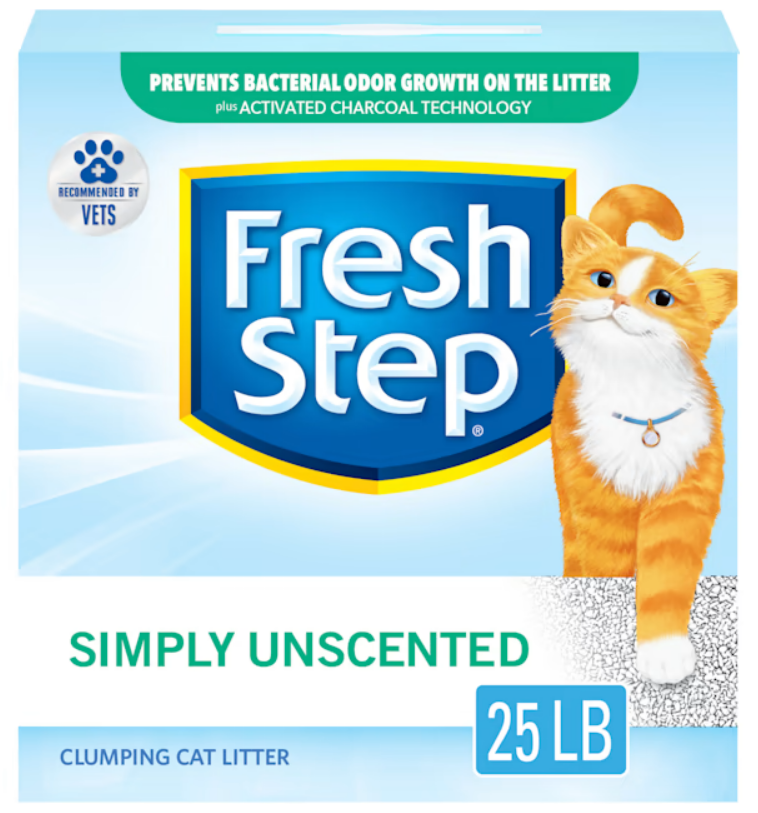 PREVENTS BACTERIAL ODOR GROWTH ON THE LITTER
plus ACTIVATED CHARCOAL TECHNOLOGY
RECOMMENDED BY
VETS
Fresh
Step®
SIMPLY UNSCENTED
25 LB
CLUMPING CAT LITTER